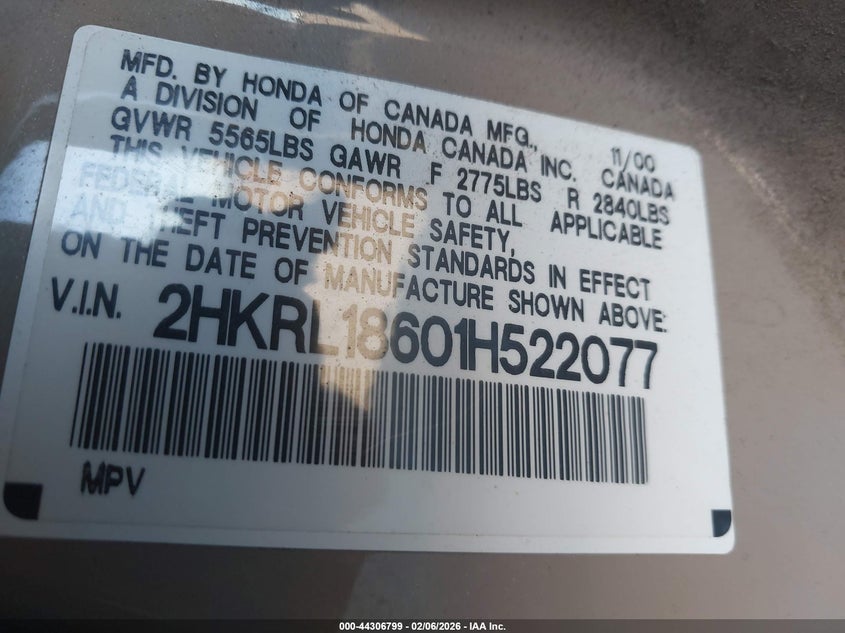 MFD. BY HONDA OF CANADA MFG., 11/00
A DIVISION OF HONDA CANADA INC. CANADA
GVWR 5565LBS GAWR F 2775LBS R 2840LBS
THIS VEHICLE CONFORMS TO ALL APPLICABLE
FEDERAL MOTOR VEHICLE SAFETY,
AND THEFT PREVENTION STANDARDS IN EFFECT
ON THE DATE OF MANUFACTURE SHOWN ABOVE:
V.I.N. 2HKRL18601H522077
MPV
000-44306799 - 02/06/2026 - IAA Inc.